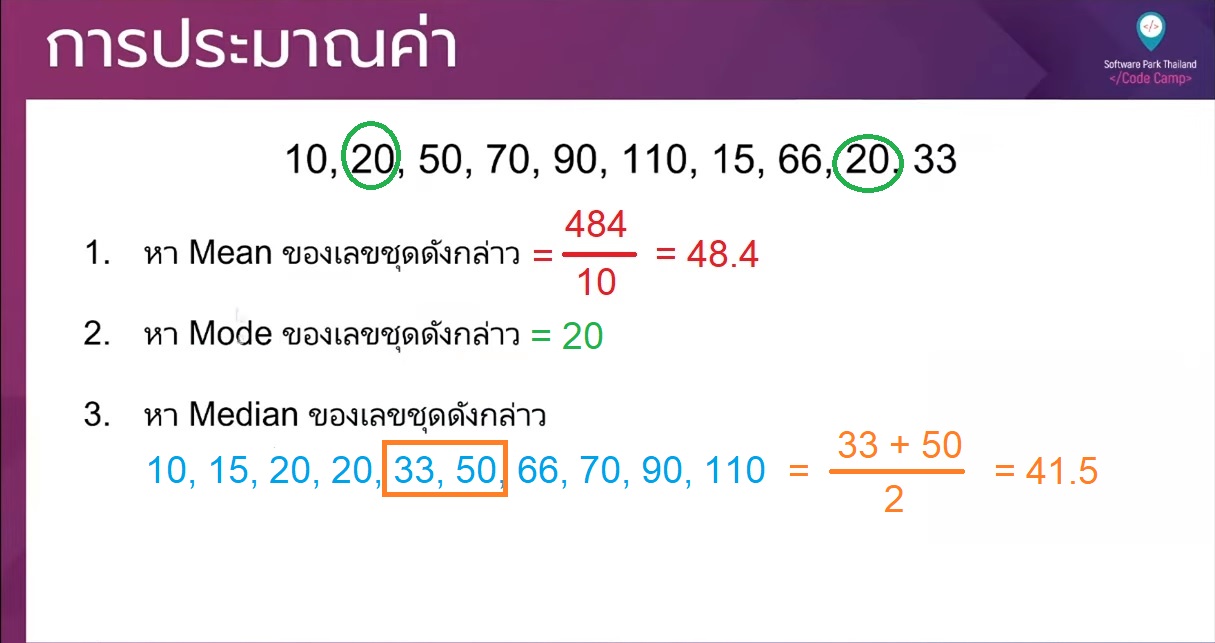 การประมาณค่า
</>
Software Park Thailand
</Code Camp>
10, 20, 50, 70, 90, 110, 15, 66, 20, 33
1. หา Mean ของเลขชุดดังกล่าว = 484/10 = 48.4
2. หา Mode ของเลขชุดดังกล่าว = 20
3. หา Median ของเลขชุดดังกล่าว
10, 15, 20, 20, 33, 50, 66, 70, 90, 110 = 33 + 50/2 = 41.5